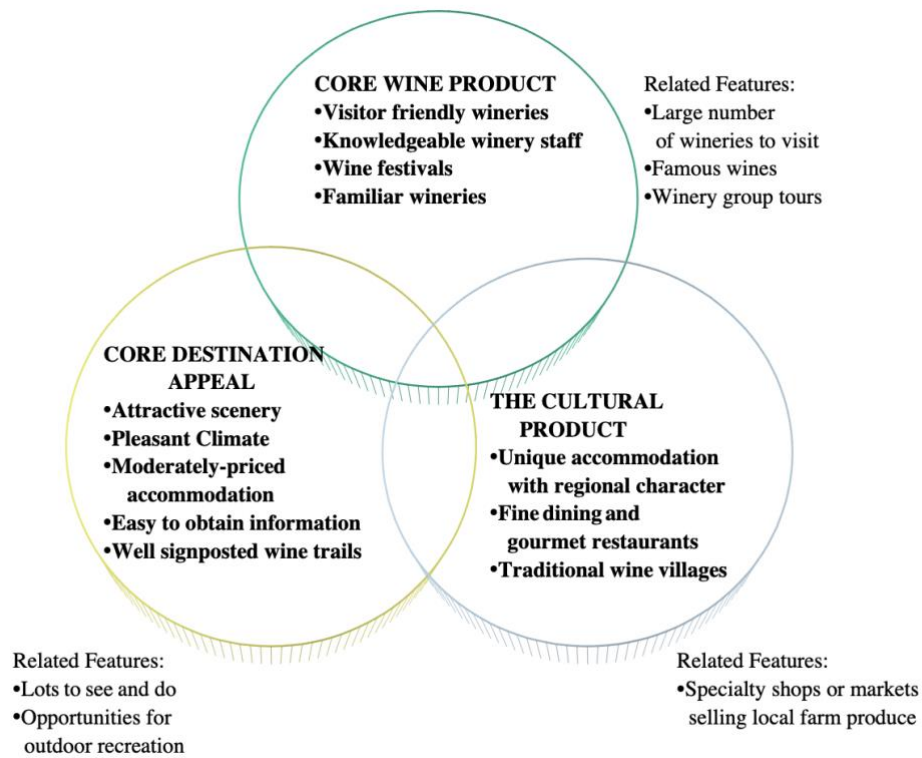 CORE WINE PRODUCT
•Visitor friendly wineries
•Knowledgeable winery staff
•Wine festivals
•Familiar wineries
Related Features:
•Large number
of wineries to visit
•Famous wines
•Winery group tours
CORE DESTINATION
APPEAL
•Attractive scenery
•Pleasant Climate
•Moderately-priced
accommodation
•Easy to obtain information
•Well signposted wine trails
THE CULTURAL
PRODUCT
•Unique accommodation
with regional character
•Fine dining and
gourmet restaurants
•Traditional wine villages
Related Features:
•Lots to see and do
•Opportunities for
outdoor recreation
Related Features:
•Specialty shops or markets
selling local farm produce